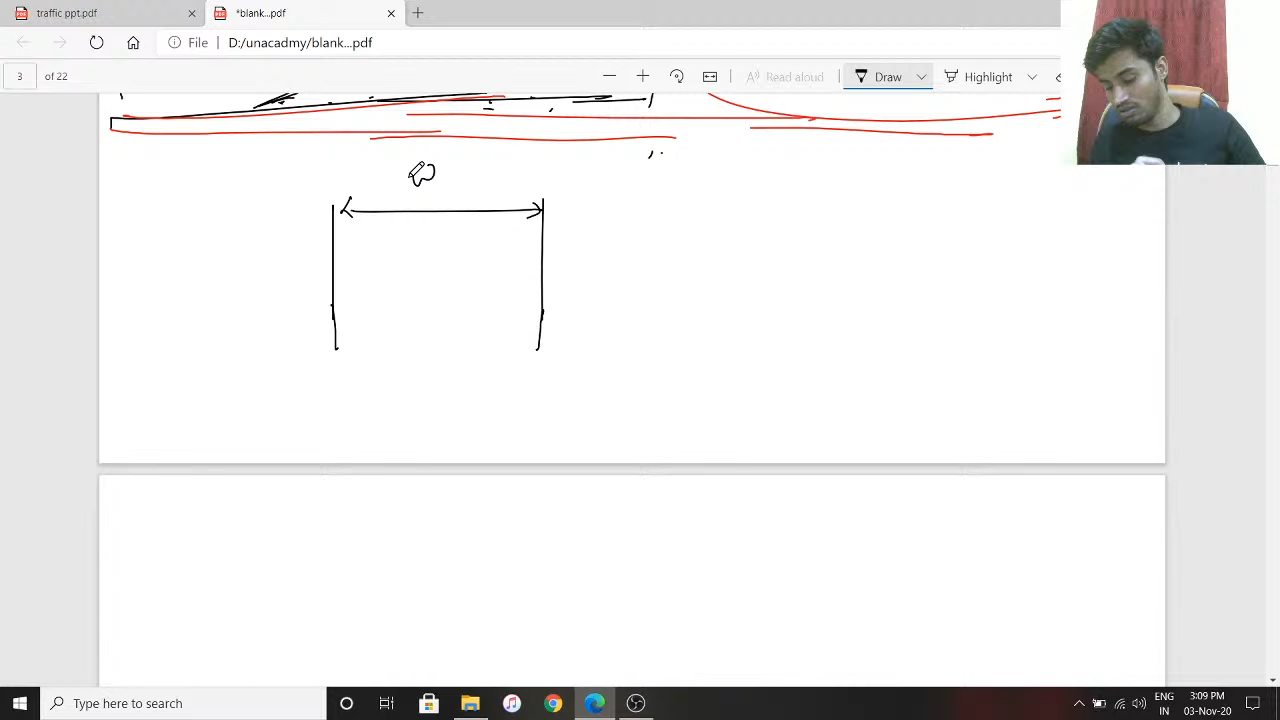 traffic ppt.pdf
*blank...pdf
File D:/unacadmy/blank...pdf
3 of 22
Read aloud
Draw
Highlight
Type here to search
ENG
IN
3:09 PM
03-Nov-20